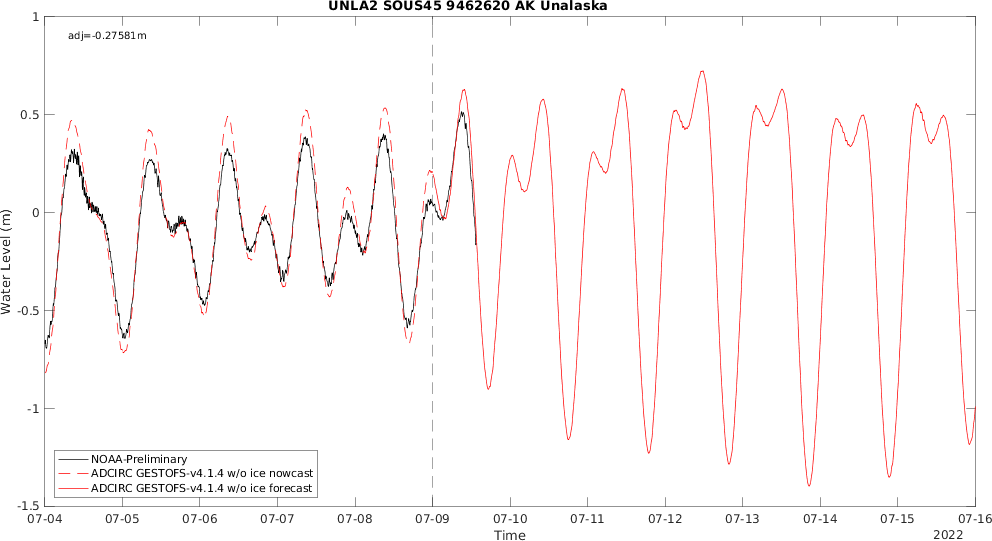 UNLA2 SOUS45 9462620 AK Unalaska
adj=-0.27581m
1
0.5
0
-0.5
-1
-1.5
Water Level (m)
NOAA-Preliminary
ADCIRC GESTOFS-v4.1.4 w/o ice nowcast
ADCIRC GESTOFS-v4.1.4 w/o ice forecast
07-04 07-05 07-06 07-07 07-08 07-09 07-10 07-11 07-12 07-13 07-14 07-15 07-16
Time
2022